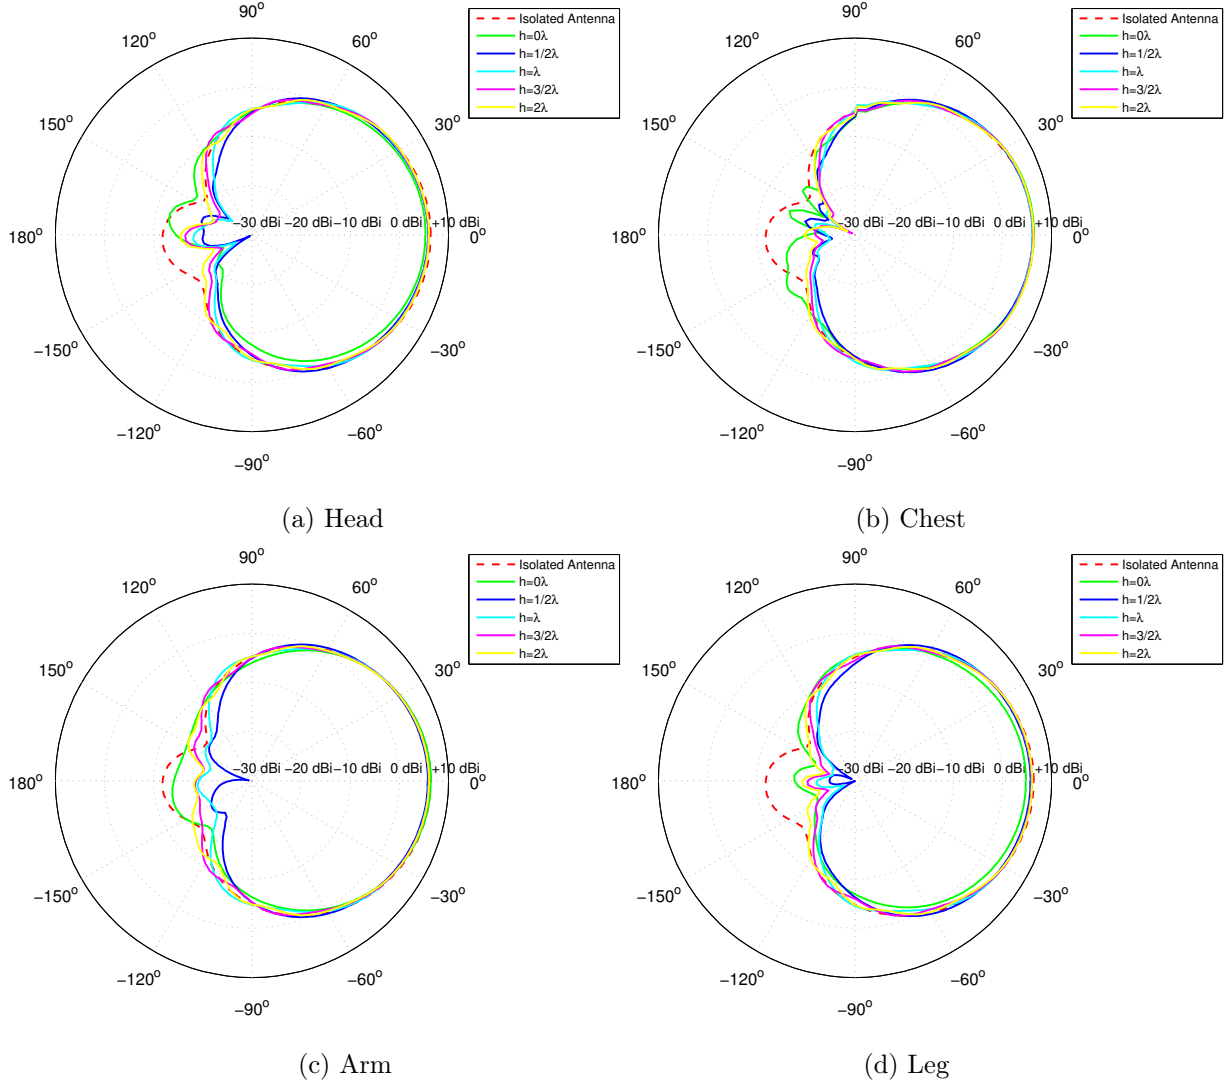 90°
120°
60°
150°
30°
180°
−30 dBi −20 dBi −10 dBi 0 dBi +10 dBi
0°
−150°
−30°
−120°
−60°
−90°
Isolated Antenna
h=0λ
h=1/2λ
h=λ
h=3/2λ
h=2λ
(a) Head
90°
120°
60°
150°
30°
180°
−30 dBi −20 dBi −10 dBi 0 dBi +10 dBi
0°
−150°
−30°
−120°
−60°
−90°
Isolated Antenna
h=0λ
h=1/2λ
h=λ
h=3/2λ
h=2λ
(b) Chest
90°
120°
60°
150°
30°
180°
−30 dBi −20 dBi −10 dBi 0 dBi +10 dBi
0°
−150°
−30°
−120°
−60°
−90°
Isolated Antenna
h=0λ
h=1/2λ
h=λ
h=3/2λ
h=2λ
(c) Arm
90°
120°
60°
150°
30°
180°
−30 dBi −20 dBi −10 dBi 0 dBi +10 dBi
0°
−150°
−30°
−120°
−60°
−90°
Isolated Antenna
h=0λ
h=1/2λ
h=λ
h=3/2λ
h=2λ
(d) Leg